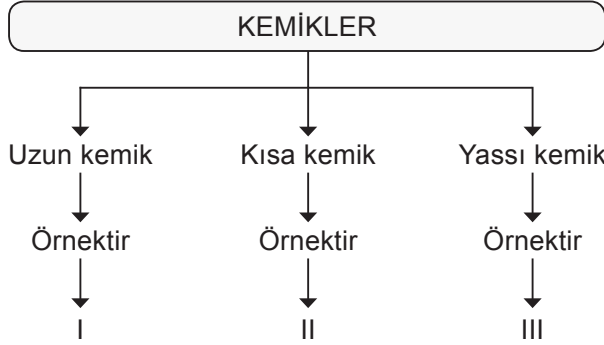 KEMİKLER
Uzun kemik Kısa kemik Yassı kemik
Örnektir Örnektir Örnektir
I II III